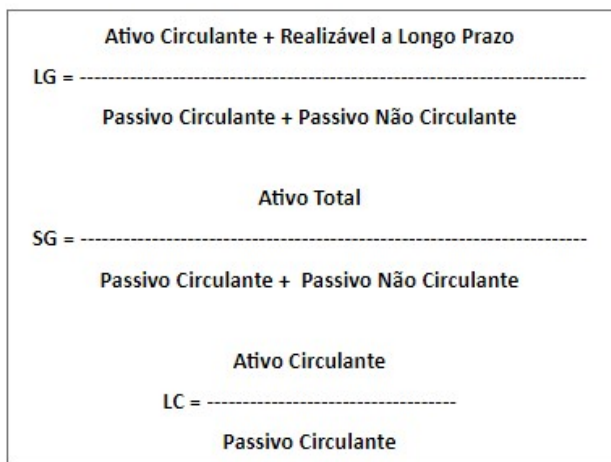 Ativo Circulante + Realizável a Longo Prazo
LG = ----------------------------------------------------------------------
Passivo Circulante + Passivo Não Circulante
Ativo Total
SG = ----------------------------------------------------------------------
Passivo Circulante + Passivo Não Circulante
Ativo Circulante
LC = -----------------------------------
Passivo Circulante